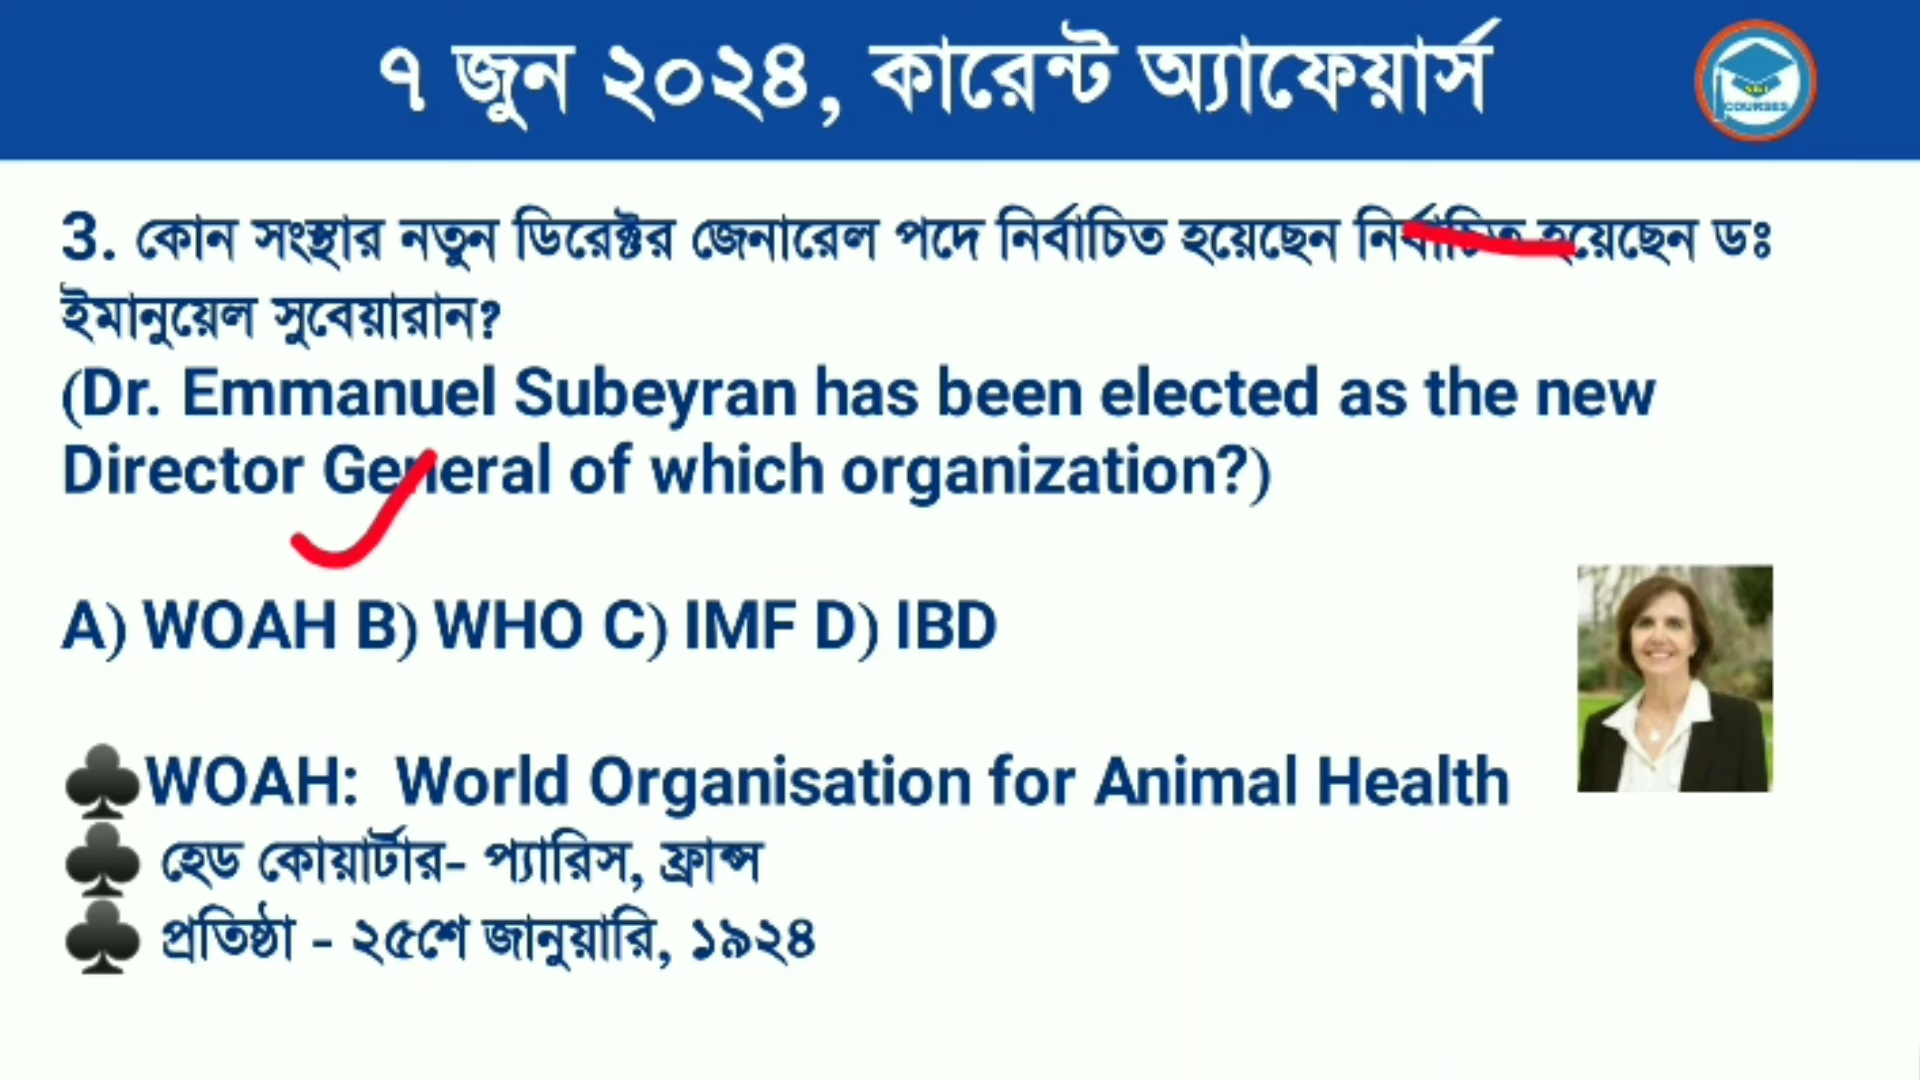 ৭ জুন ২০২৪, কারেন্ট অ্যাফেয়ার্স
COURSES
3. কোন সংস্থার নতুন ডিরেক্টর জেনারেল পদে নির্বাচিত হয়েছেন নির্বাচিত হয়েছেন ডঃ
ইমানুয়েল সুবেয়ারান?
(Dr. Emmanuel Subeyran has been elected as the new
Director General of which organization?)
A) WOAH B) WHO C) IMF D) IBD
♣WOAH: World Organisation for Animal Health
♣ হেড কোয়ার্টার- প্যারিস, ফ্রান্স
♣ প্রতিষ্ঠা - ২৫শে জানুয়ারি, ১৯২৪